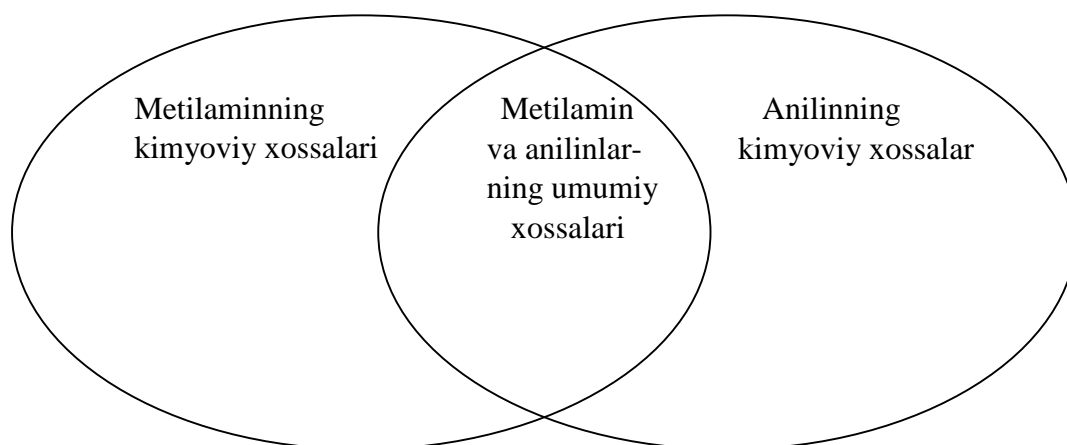 Metilaminning
kimyoviy xossalari
Metilamin
va anilinlar-
ning umumiy
xossalari
Anilinning
kimyoviy xossalar